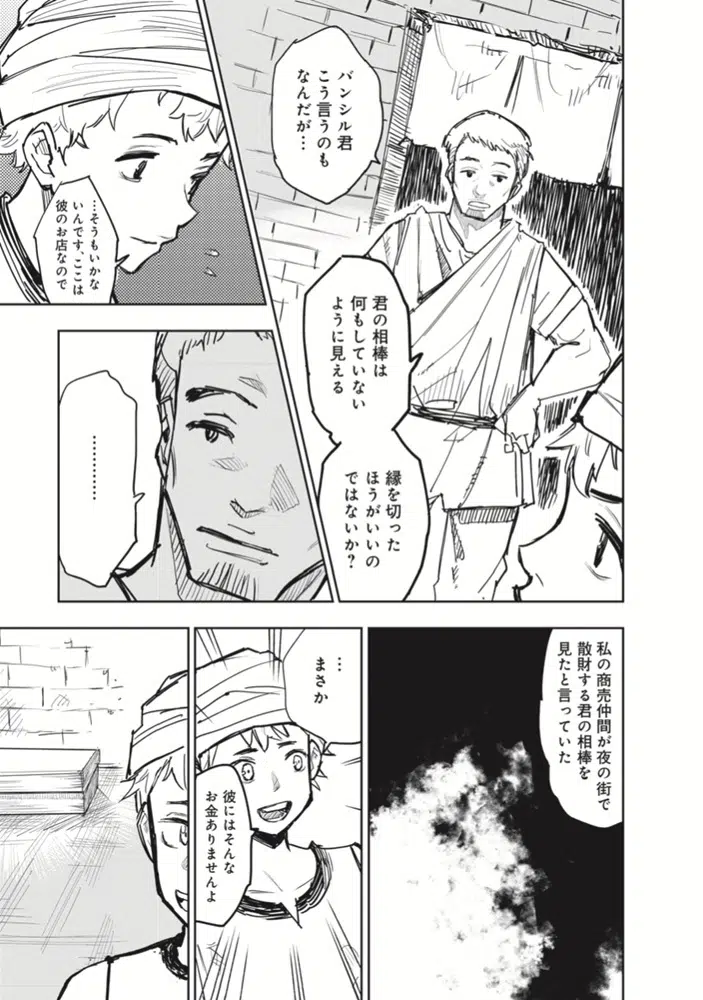 バンシル君
こう言うのも
なんだが…
君の相棒は
何もしていない
ように見える
縁を切った
ほうがいいの
ではないか?
…そうもいかな
いんです、ここは
彼のお店なので
…………
私の商売仲間が夜の街で
散財する君の相棒を
見たと言っていた
…
まさか
彼にはそんな
お金ありませんよ